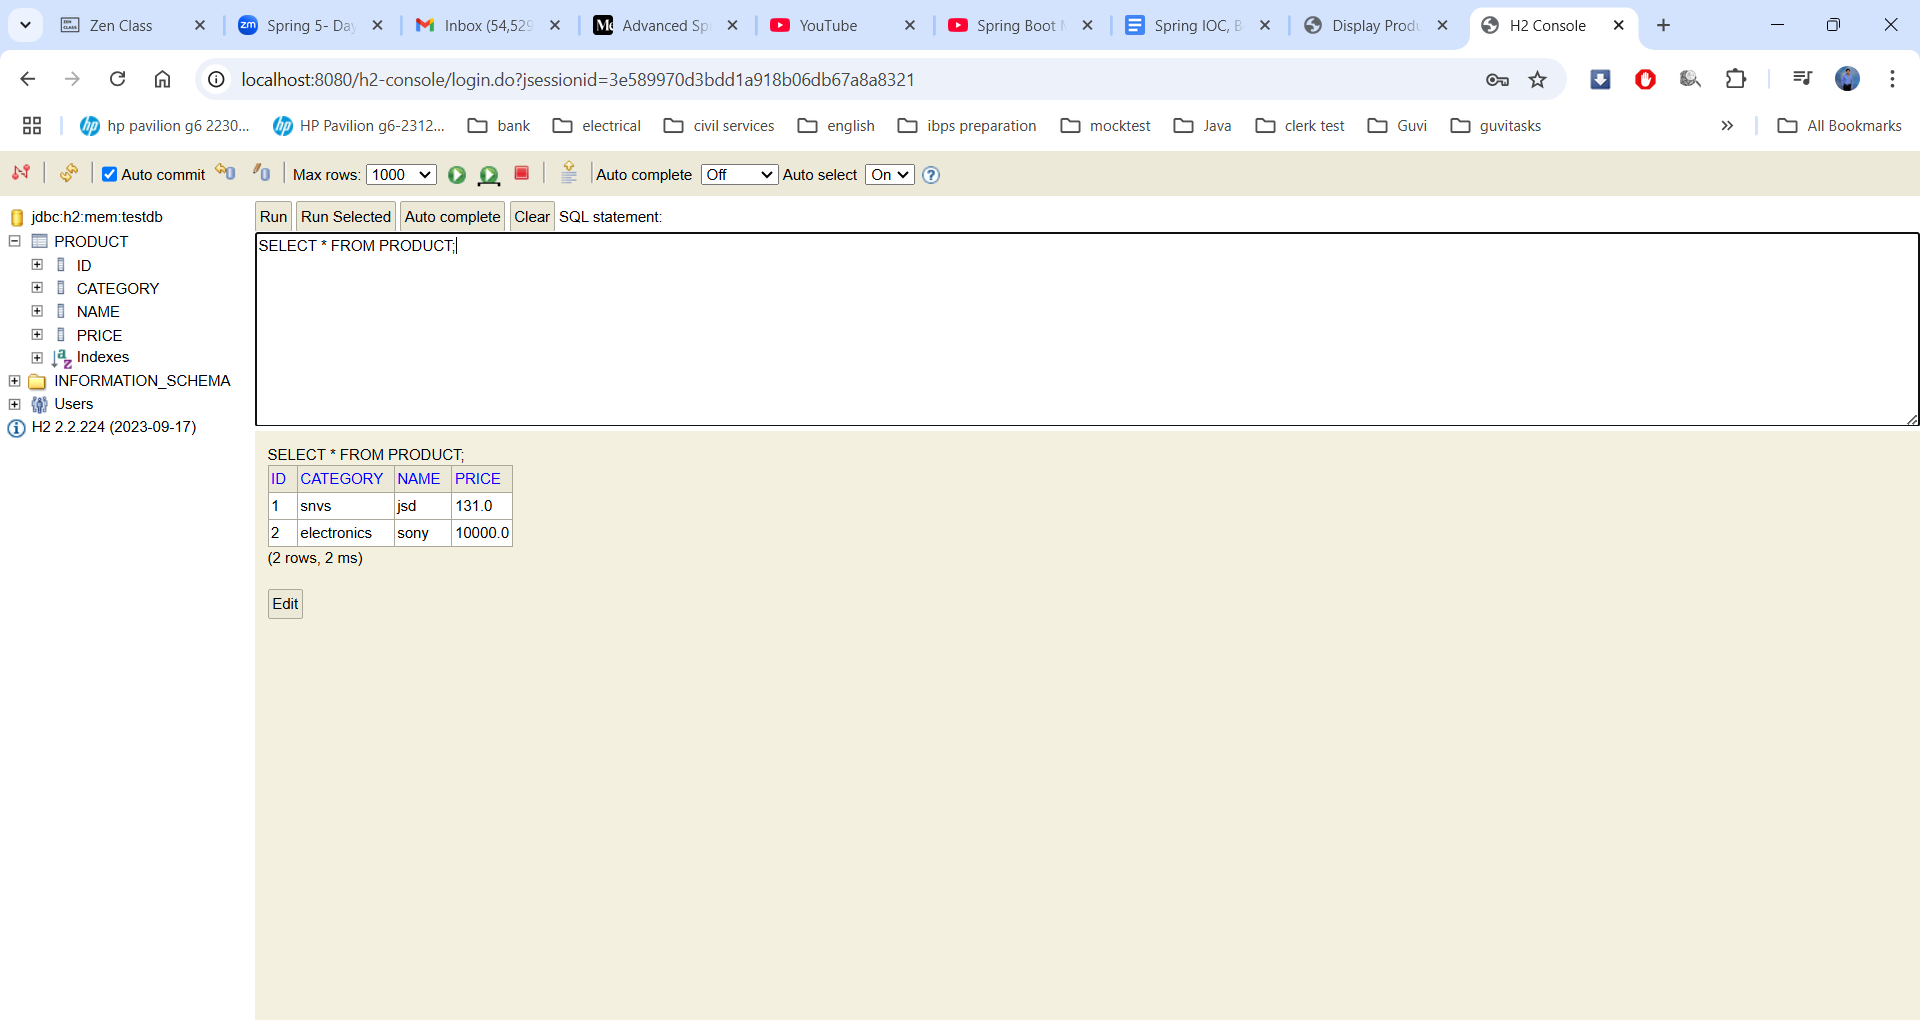 Zen Class
Spring 5- Da
Inbox (54,529
Advanced Sp
YouTube
Spring Boot
Spring IOC, B
Display Produ
H2 Console
localhost:8080/h2-console/login.do?jsessionid=3e589970d3bdd1a918b06db67a8a8321
hp pavilion g6 2230...
HP Pavilion g6-2312...
bank
electrical
civil services
english
ibps preparation
mocktest
Java
clerk test
Guvi
guvitasks
All Bookmarks
Auto commit
Max rows: 1000
Auto complete Off
Auto select On
jdbc:h2:mem:testdb
PRODUCT
ID
CATEGORY
NAME
PRICE
Indexes
INFORMATION_SCHEMA
Users
H2 2.2.224 (2023-09-17)
Run Run Selected Auto complete Clear SQL statement:
SELECT * FROM PRODUCT;
SELECT * FROM PRODUCT;
ID CATEGORY NAME PRICE
1 snvs jsd 131.0
2 electronics sony 10000.0
(2 rows, 2 ms)
Edit